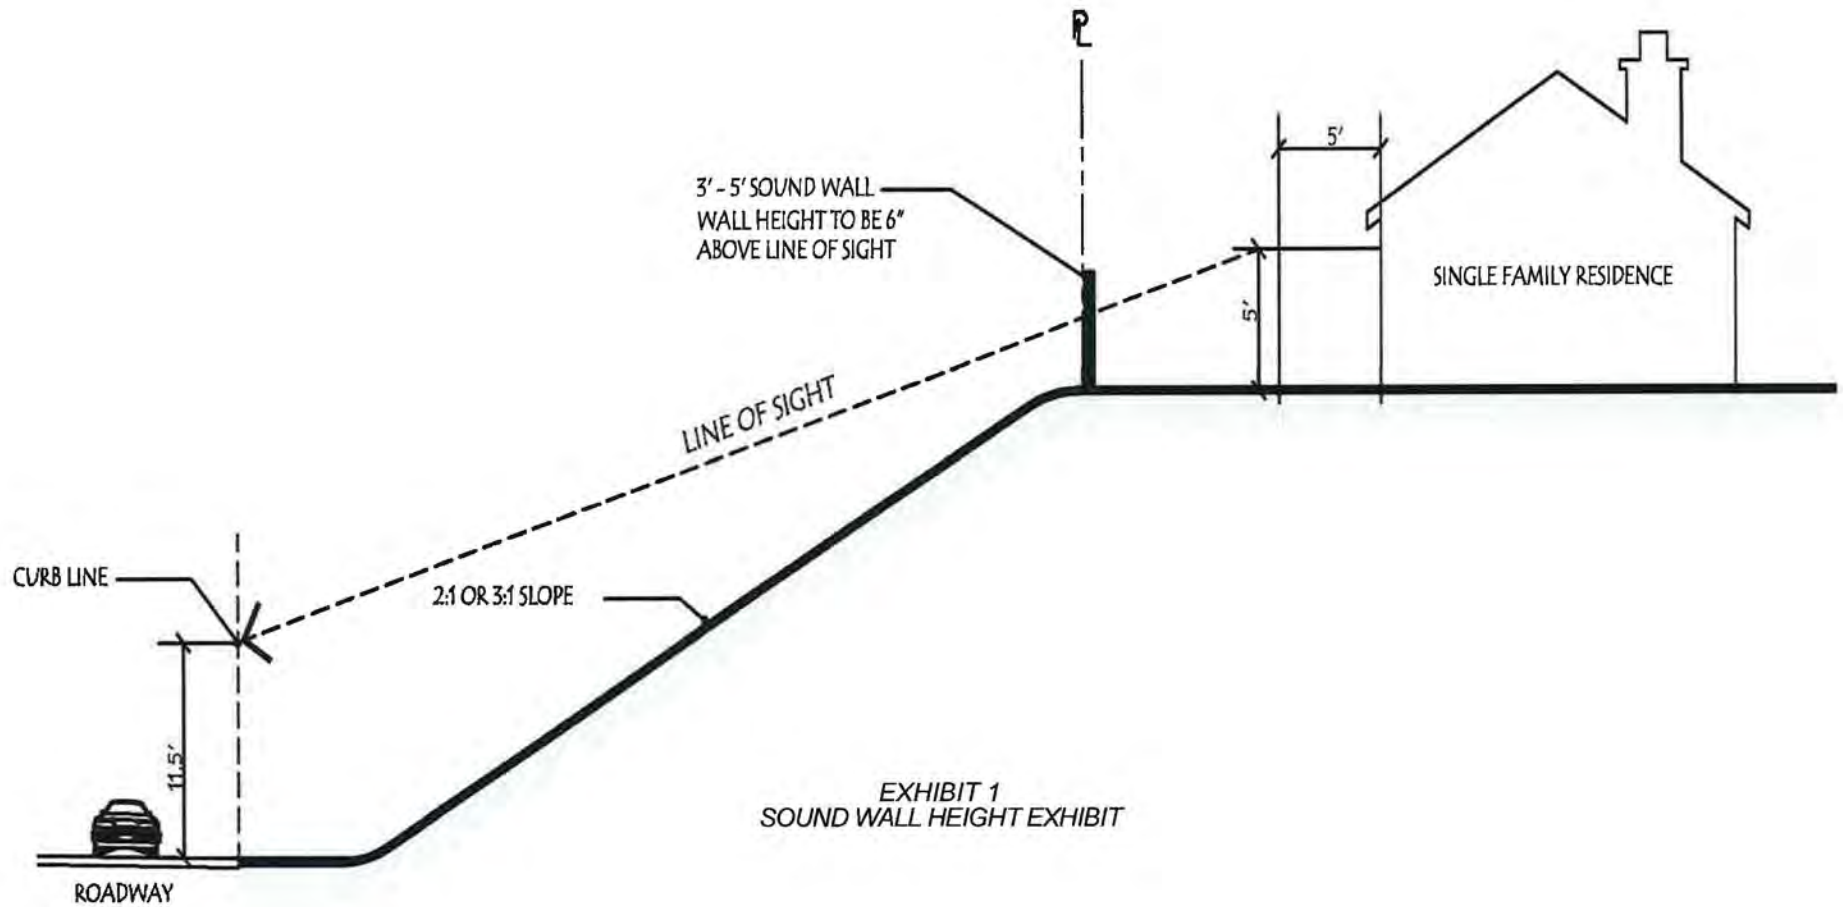 PL
5'
3' - 5' SOUND WALL
WALL HEIGHT TO BE 6"
ABOVE LINE OF SIGHT
SINGLE FAMILY RESIDENCE
5'
LINE OF SIGHT
CURB LINE
2:1 OR 3:1 SLOPE
11.5'
EXHIBIT 1
SOUND WALL HEIGHT EXHIBIT
ROADWAY